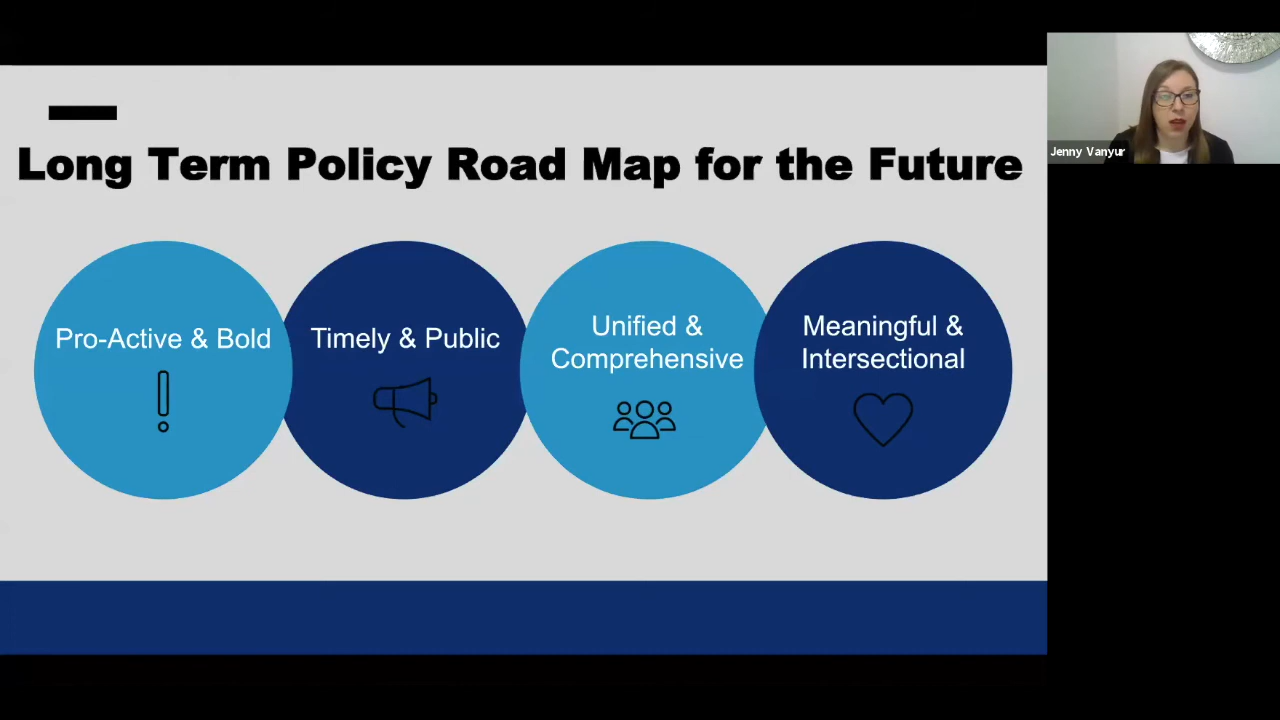 Long Term Policy Road Map for the Future
Pro-Active & Bold
Timely & Public
Unified &
Comprehensive
Meaningful &
Intersectional
Jenny Vanyur